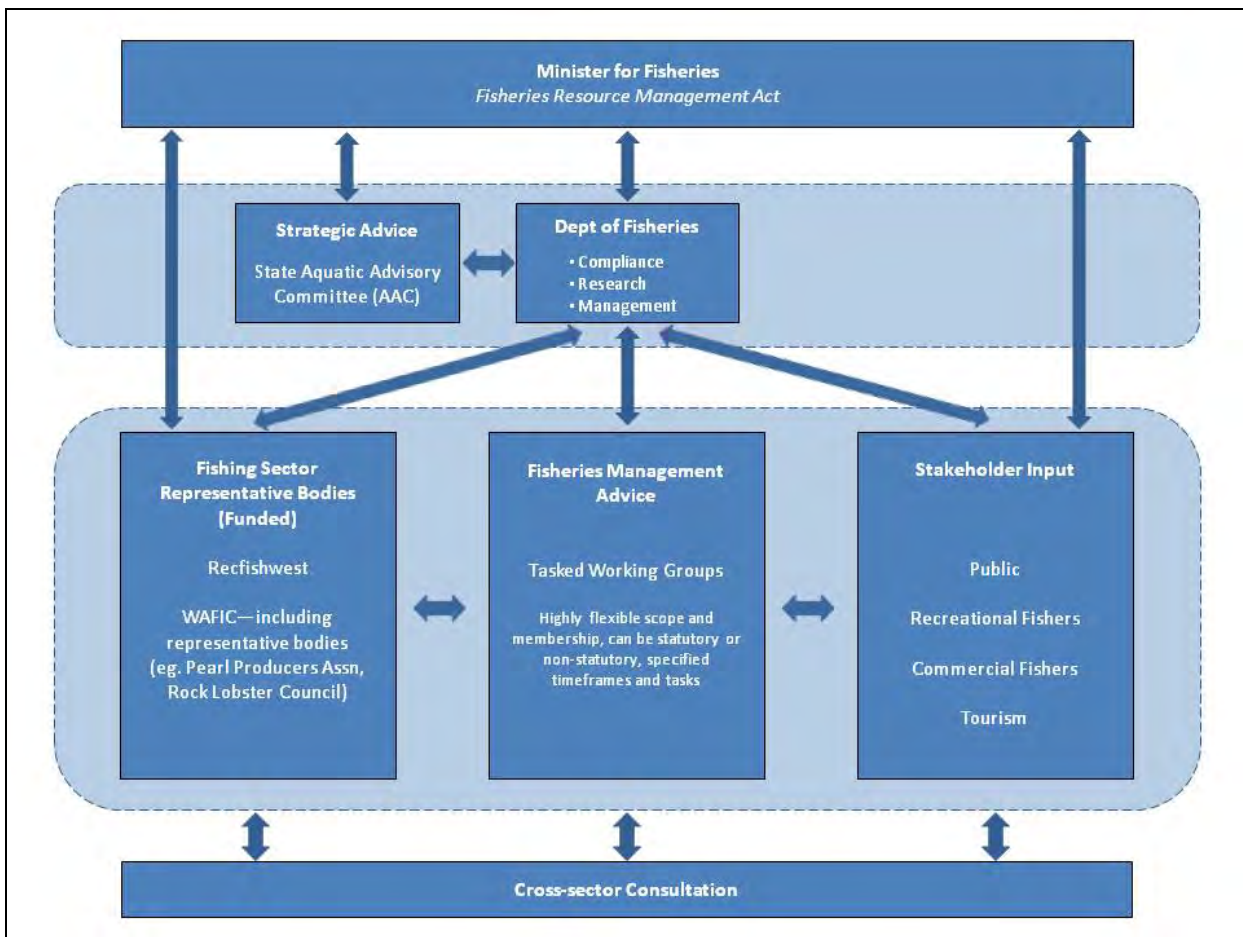 Minister for Fisheries
Fisheries Resource Management Act
Strategic Advice
State Aquatic Advisory
Committee (AAC)
Dept of Fisheries
• Compliance
• Research
• Management
Fishing Sector
Representative Bodies
(Funded)
Recfishwest
WAFIC—including
representative bodies
(eg. Pearl Producers Assn,
Rock Lobster Council)
Fisheries Management
Advice
Tasked Working Groups
Highly flexible scope and
membership, can be statutory or
non-statutory, specified
timeframes and tasks
Stakeholder Input
Public
Recreational Fishers
Commercial Fishers
Tourism
Cross-sector Consultation